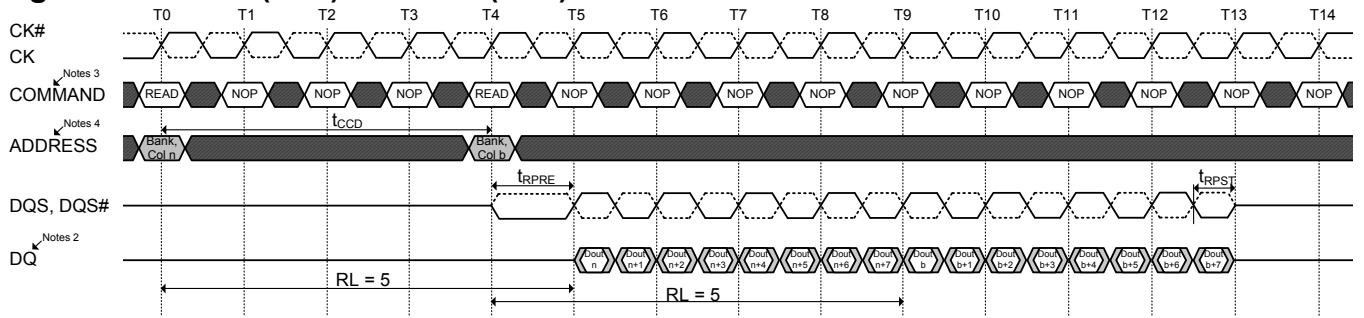 T0 T1 T2 T3 T4 T5 T6 T7 T8 T9 T10 T11 T12 T13 T14
CK#
CK
Notes 3
COMMAND READ NOP NOP NOP READ NOP NOP NOP NOP NOP NOP NOP NOP NOP NOP
Notes 4
tCCD
ADDRESS Bank, Col n Bank, Col b
tRPRE tRPST
DQS, DQS#
Notes 2
DQ Dout n Dout n+1 Dout n+2 Dout n+3 Dout n+4 Dout n+5 Dout n+6 Dout n+7 Dout b Dout b+1 Dout b+2 Dout b+3 Dout b+4 Dout b+5 Dout b+6 Dout b+7
RL = 5
RL = 5